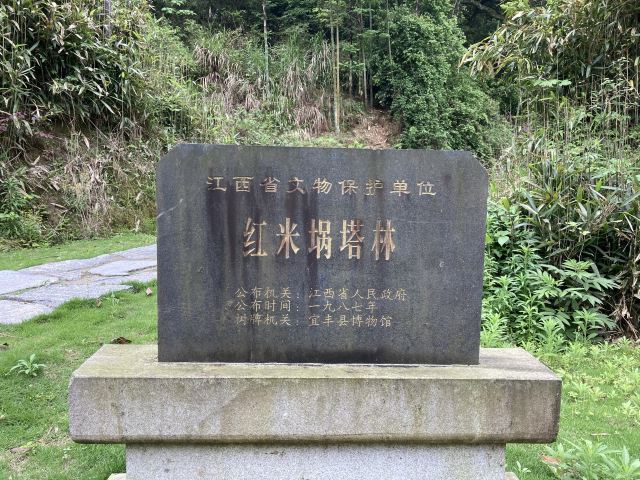 江西省文物保护单位
红米埚塔林
公布机关：江西省人民政府
公布时间：一九八七年
树牌机关：宜丰县博物馆